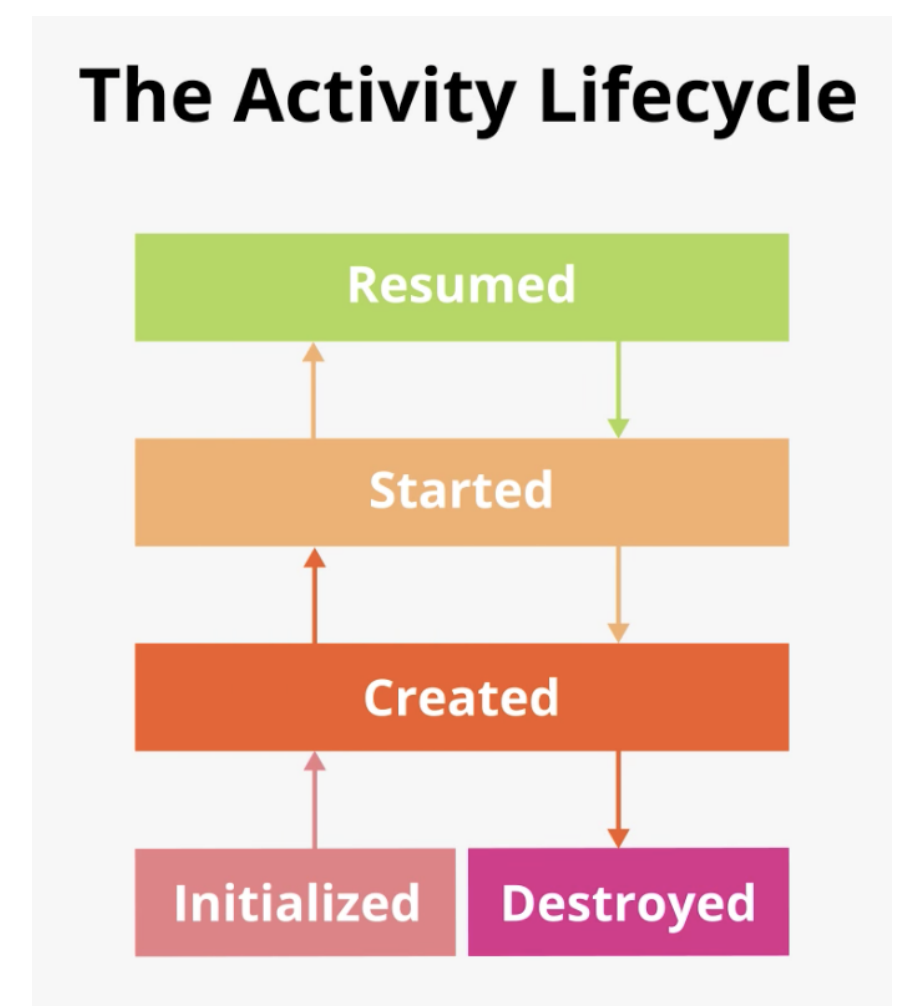 The Activity Lifecycle
Resumed
Started
Created
Initialized
Destroyed